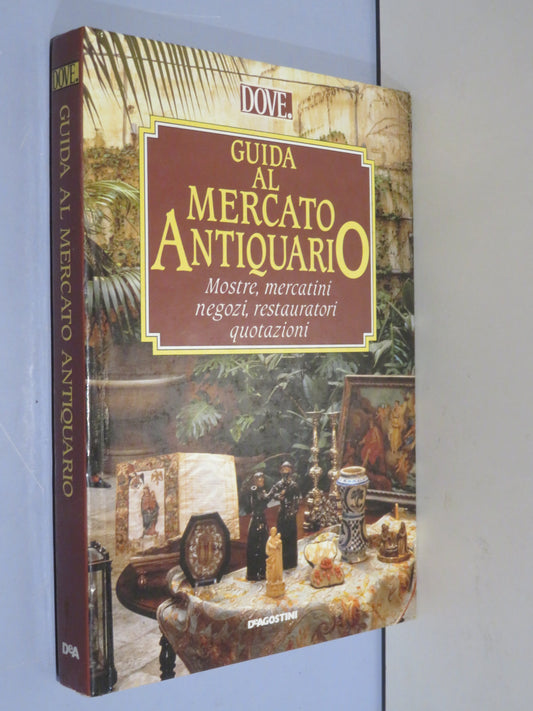 DOVE.
GUIDA AL MERCATO ANTIQUARIO
DeA
DOVE.
GUIDA
AL
MERCATO
ANTIQUARIO
Mostre, mercatini
negozi, restauratori
quotazioni
DEAGOSTINI